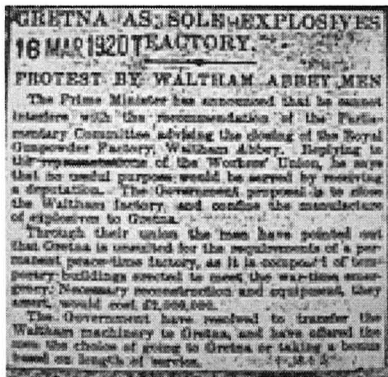 GRETNA AS SOLE EXPLOSIVES
16 MAR 1920 FACTORY.
PROTEST BY WALTHAM ABBEY MEN
The Prime Minister has announced that he cannot
interfere with the recommendation of the Parlia-
mentary Committee advising the closing of the Royal
Gunpowder Factory, Waltham Abbey. Replying to
the representations of the Workers' Union, he says
that no useful purpose would be served by receiving
a deputation. The Government proposal is to close
the Waltham factory, and confine the manufacture
of explosives to Gretna.
Through their union the men have pointed out
that Gretna is unsuited for the requirements of a per-
manent peace-time factory, as it is composed of tem-
porary buildings erected to meet the war-time emer-
gency. Necessary reconstruction and equipment, they
assert, would cost
The Government have resolved to transfer the
Waltham machinery to Gretna, and have offered the
men the choice of going to Gretna or taking a bonus
based on length of service.